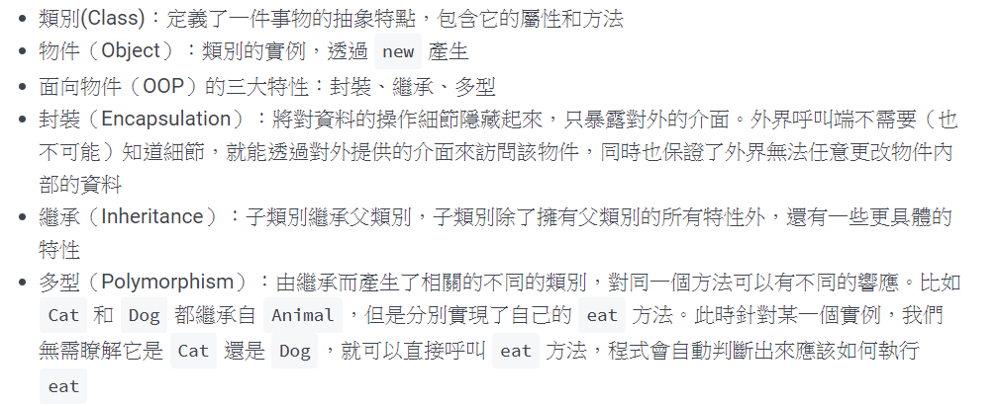 類別(Class)：定義了一件事物的抽象特點，包含它的屬性和方法
物件（Object）：類別的實例，透過 new 產生
面向物件（OOP）的三大特性：封裝、繼承、多型
封裝（Encapsulation）：將對資料的操作細節隱藏起來，只暴露對外的介面。外界呼叫端不需要（也
不可能）知道細節，就能透過對外提供的介面來訪問該物件，同時也保證了外界無法任意更改物件內
部的資料
繼承（Inheritance）：子類別繼承父類別，子類別除了擁有父類別的所有特性外，還有一些更具體的
特性
多型（Polymorphism）：由繼承而產生了相關的不同的類別，對同一個方法可以有不同的響應。比如
Cat 和 Dog 都繼承自 Animal ，但是分別實現了自己的 eat 方法。此時針對某一個實例，我們
無需瞭解它是 Cat 還是 Dog ，就可以直接呼叫 eat 方法，程式會自動判斷出來應該如何執行
eat